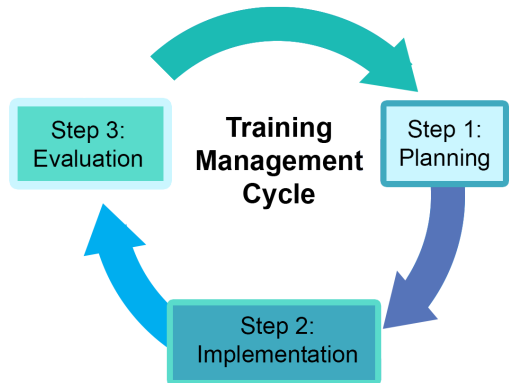 Training
Management
Cycle
Step 1:
Planning
Step 2:
Implementation
Step 3:
Evaluation